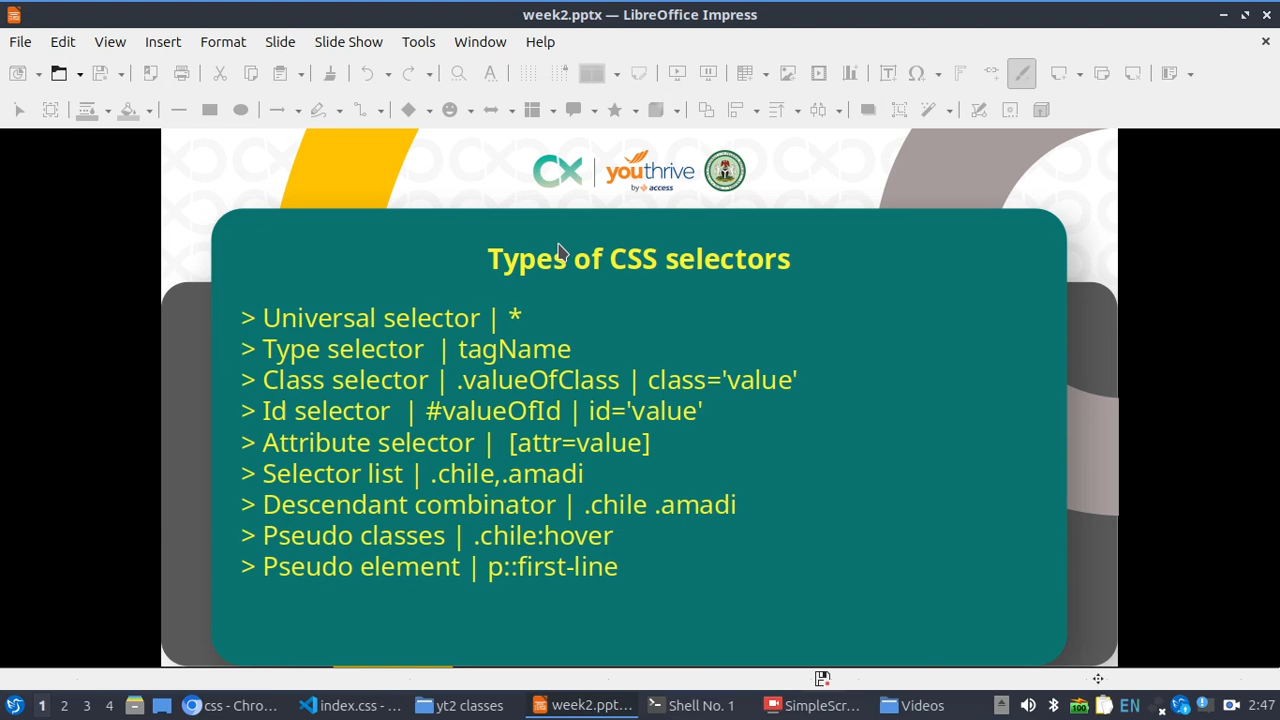 week2.pptx — LibreOffice Impress
File Edit View Insert Format Slide Slide Show Tools Window Help
CX youthrive
by access
Types of CSS selectors
> Universal selector | *
> Type selector  | tagName
> Class selector | .valueOfClass | class='value'
> Id selector  | #valueOfId | id='value'
> Attribute selector |  [attr=value]
> Selector list | .chile,.amadi
> Descendant combinator | .chile .amadi
> Pseudo classes | .chile:hover
> Pseudo element | p::first-line
1 2 3 4 css - Chro... index.css - ... yt2 classes week2.ppt... Shell No. 1 SimpleScr... Videos 100 EN 2:47